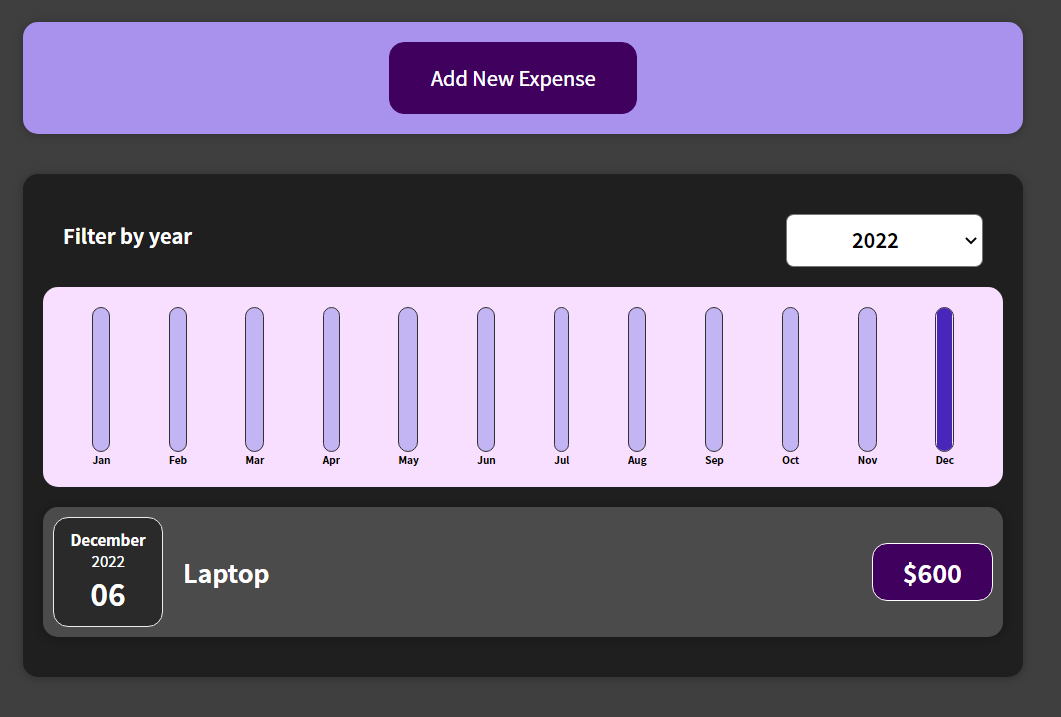 Add New Expense
Filter by year
2022
Jan Feb Mar Apr May Jun Jul Aug Sep Oct Nov Dec
December
2022
06
Laptop
$600